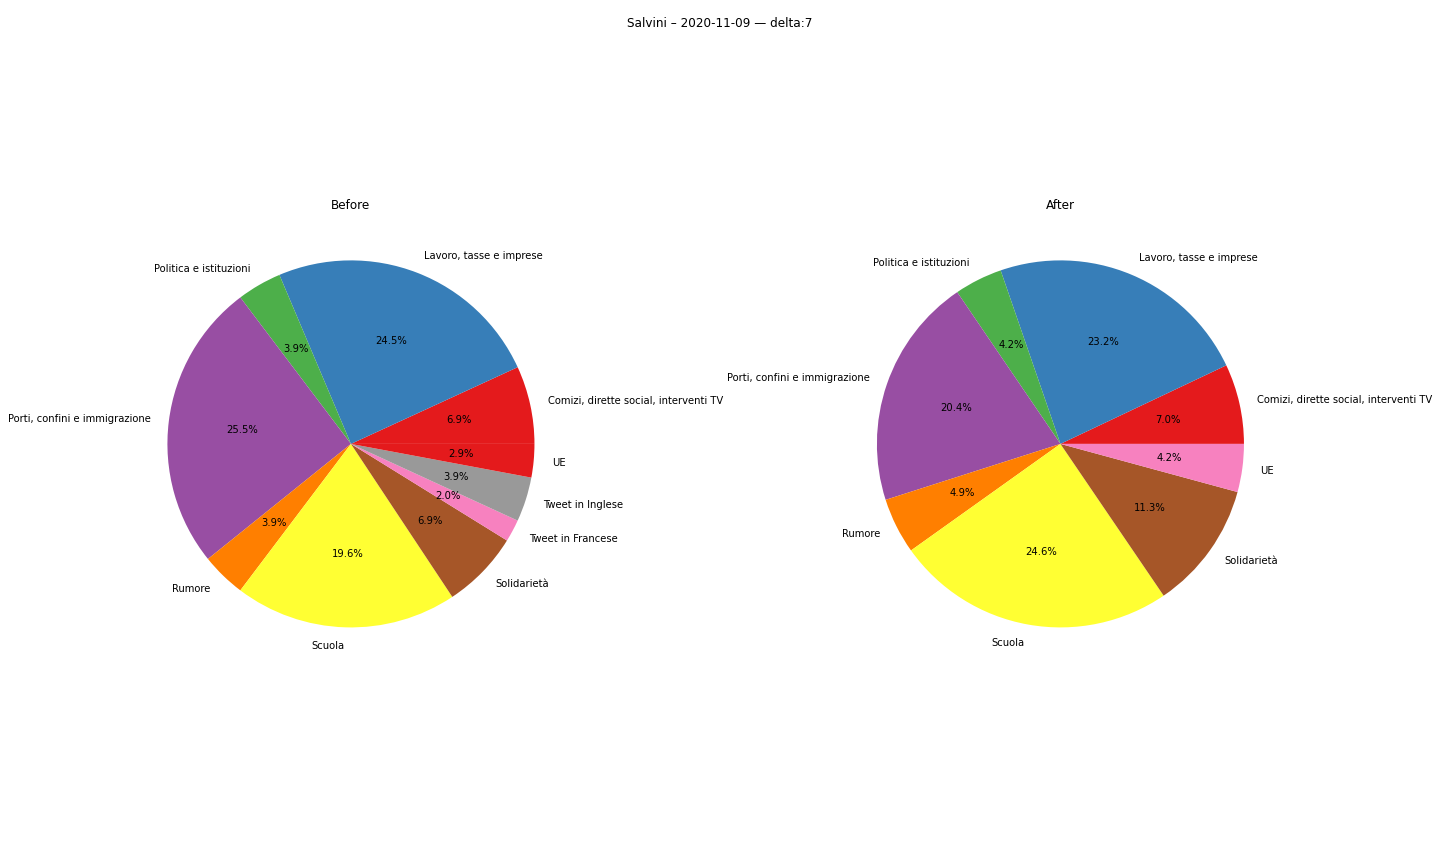 Salvini – 2020-11-09 — delta:7
Before
Lavoro, tasse e imprese
Politica e istituzioni
24.5%
3.9%
Comizi, dirette social, interventi TV
6.9%
Porti, confini e immigrazione
25.5%
2.9%
UE
3.9%
2.0%
Tweet in Inglese
6.9%
3.9%
Tweet in Francese
19.6%
Solidarietà
Rumore
Scuola
After
Lavoro, tasse e imprese
Politica e istituzioni
23.2%
4.2%
Porti, confini e immigrazione
Comizi, dirette social, interventi TV
20.4%
7.0%
4.2%
UE
4.9%
11.3%
Rumore
24.6%
Solidarietà
Scuola